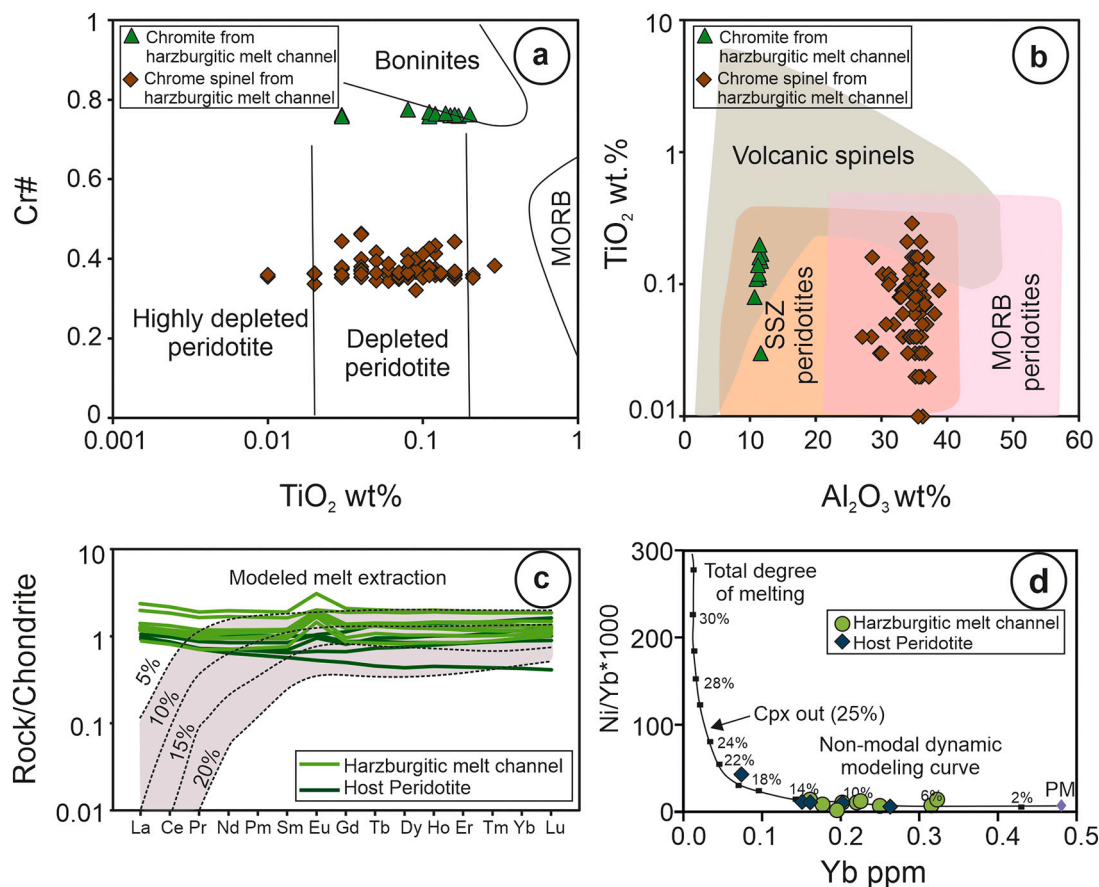 1
0.8
0.6
0.4
0.2
0
0.001
0.01
0.1
1
Cr#
TiO2 wt%
Chromite from
harzburgitic melt channel
Chrome spinel from
harzburgitic melt channel
a
Boninites
MORB
Highly depleted
peridotite
Depleted
peridotite
10
1
0.1
0.01
0
10
20
30
40
50
60
TiO2 wt.%
Al2O3 wt%
Chromite from
harzburgitic melt channel
Chrome spinel from
harzburgitic melt channel
b
Volcanic spinels
SSZ
peridotites
MORB
peridotites
10
1
0.1
0.01
Rock/Chondrite
Modeled melt extraction
c
5%
10%
15%
20%
Harzburgitic melt channel
Host Peridotite
La Ce Pr Nd Pm Sm Eu Gd Tb Dy Ho Er Tm Yb Lu
300
200
100
0
0.0
0.1
0.2
0.3
0.4
0.5
Ni/Yb*1000
Yb ppm
Total degree
of melting
d
Harzburgitic melt channel
Host Peridotite
30%
28%
Cpx out (25%)
24%
22%
18%
14%
10%
6%
2%
Non-modal dynamic
modeling curve
PM